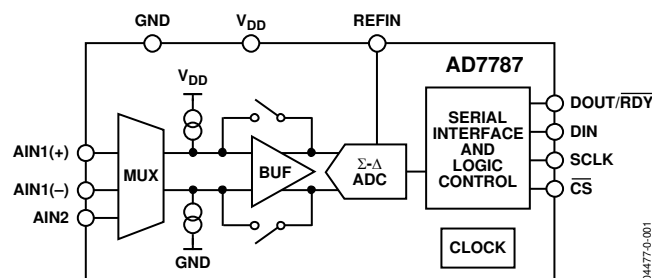 GND
VDD
REFIN
AD7787
VDD
AIN1(+)
AIN1(–)
AIN2
MUX
BUF
Σ-Δ
ADC
SERIAL
INTERFACE
AND
LOGIC
CONTROL
DOUT/RDY
DIN
SCLK
CS
GND
CLOCK
04477-0-001